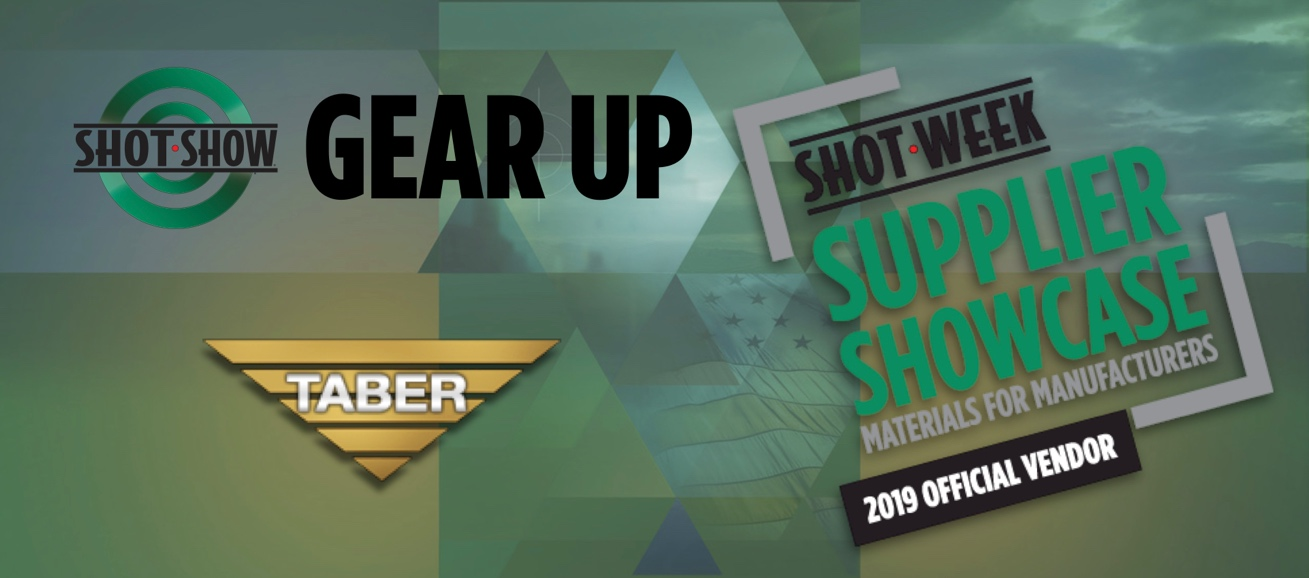 SHOT•SHOW
GEAR UP
SHOT•WEEK
SUPPLIER
SHOWCASE
MATERIALS FOR MANUFACTURERS
2019 OFFICIAL VENDOR
TABER